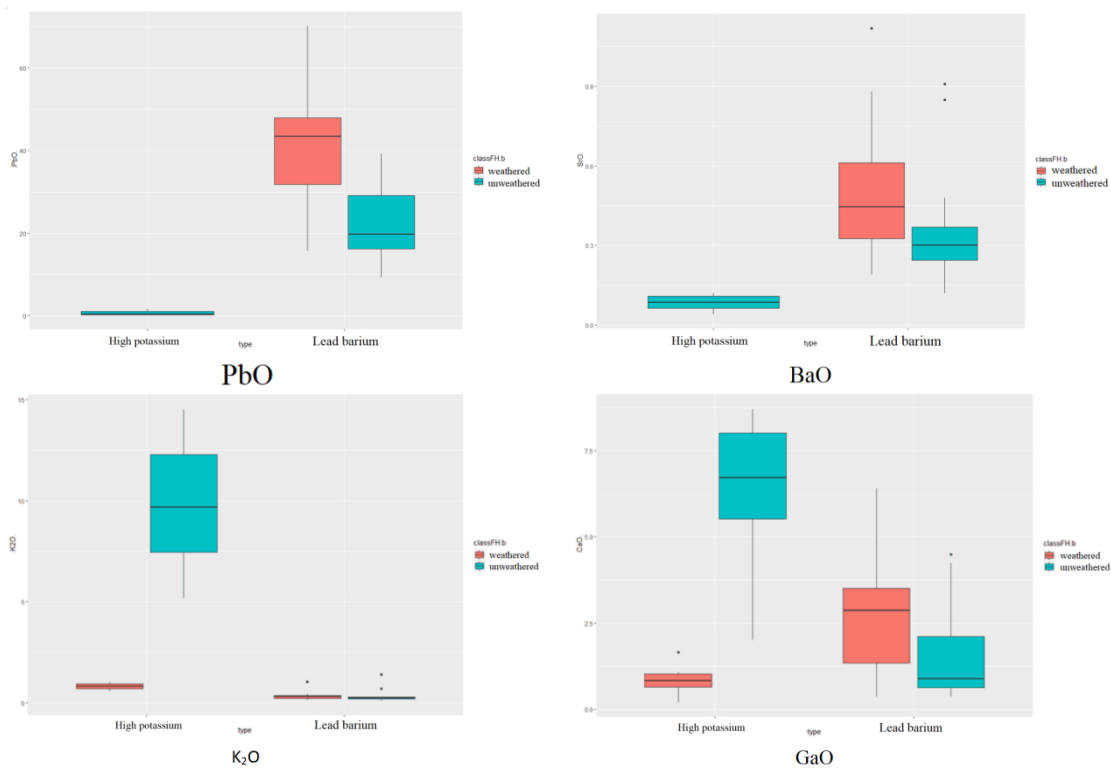 60
40
20
0
PbO.
High potassium
Lead barium
type
classFH.b
weathered
unweathered
PbO
0.9
0.6
0.3
0.0
SrO.
High potassium
Lead barium
type
classFH.b
weathered
unweathered
BaO
15
10
5
0
K2O.
High potassium
Lead barium
type
classFH.b
weathered
unweathered
K₂O
7.5
5.0
2.5
0.0
CaO.
High potassium
Lead barium
type
classFH.b
weathered
unweathered
GaO